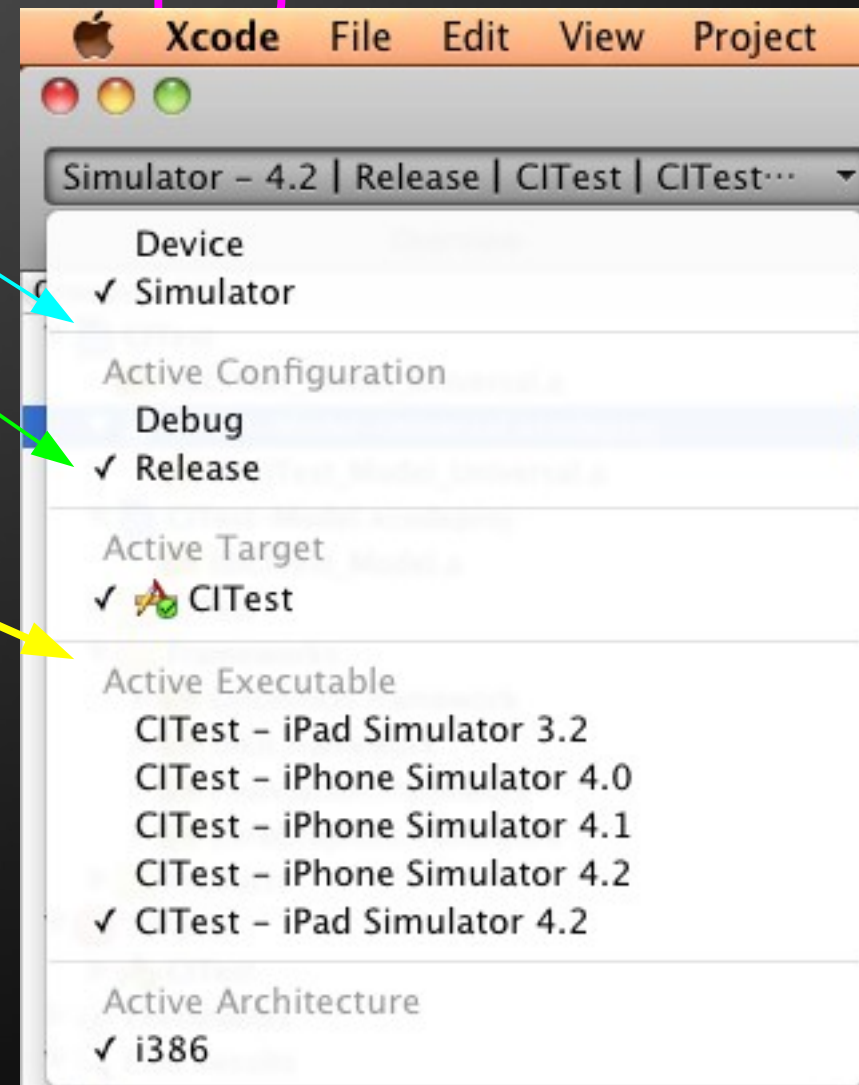 Xcode File Edit View Project
Simulator – 4.2 | Release | CITest | CITest···
Device
✓ Simulator
Active Configuration
Debug
✓ Release
Active Target
✓ CITest
Active Executable
CITest – iPad Simulator 3.2
CITest – iPhone Simulator 4.0
CITest – iPhone Simulator 4.1
CITest – iPhone Simulator 4.2
✓ CITest – iPad Simulator 4.2
Active Architecture
✓ i386